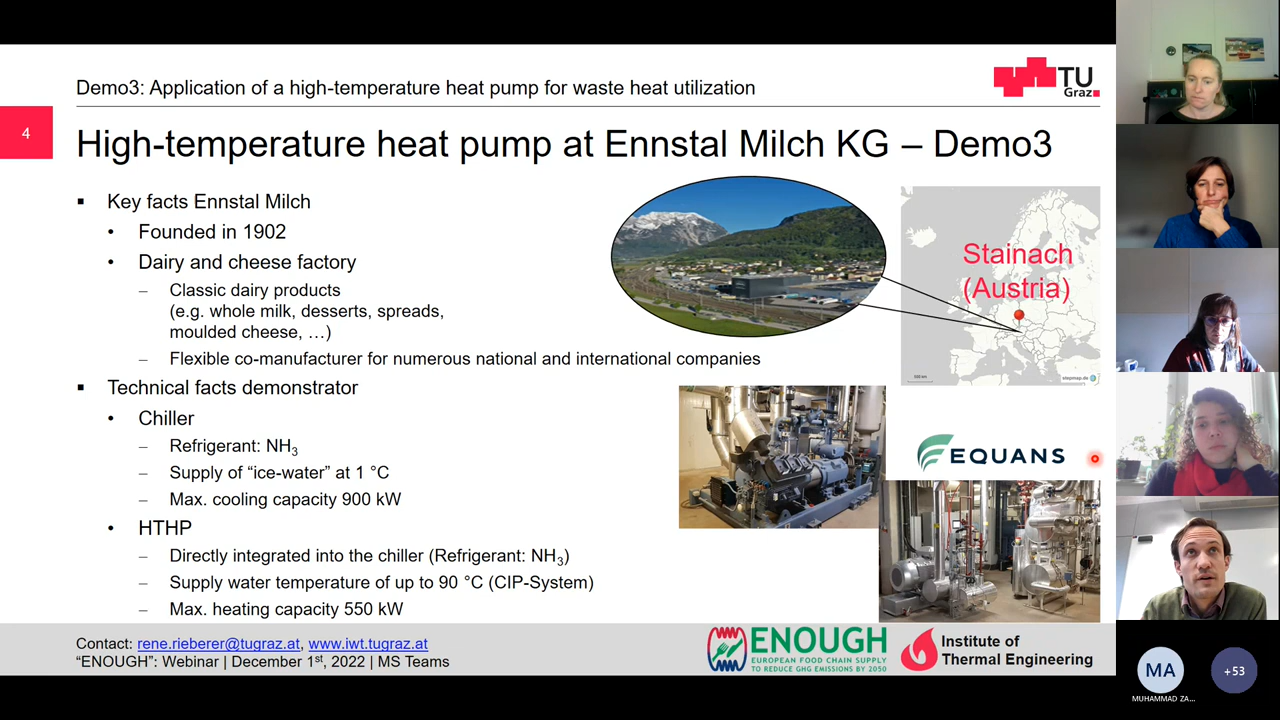 Demo3: Application of a high-temperature heat pump for waste heat utilization
TU
Graz
4
High-temperature heat pump at Ennstal Milch KG – Demo3
▪ Key facts Ennstal Milch
• Founded in 1902
• Dairy and cheese factory
– Classic dairy products
(e.g. whole milk, desserts, spreads,
moulded cheese, …)
– Flexible co-manufacturer for numerous national and international companies
▪ Technical facts demonstrator
• Chiller
– Refrigerant: NH₃
– Supply of “ice-water” at 1 °C
– Max. cooling capacity 900 kW
• HTHP
– Directly integrated into the chiller (Refrigerant: NH₃)
– Supply water temperature of up to 90 °C (CIP-System)
– Max. heating capacity 550 kW
Stainach
(Austria)
stepmap.de
EQUANS
Contact: rene.rieberer@tugraz.at, www.iwt.tugraz.at
“ENOUGH”: Webinar | December 1st, 2022 | MS Teams
ENOUGH
EUROPEAN FOOD CHAIN SUPPLY
TO REDUCE GHG EMISSIONS BY 2050
Institute of
Thermal Engineering
MA
+53
MUHAMMAD ZA...